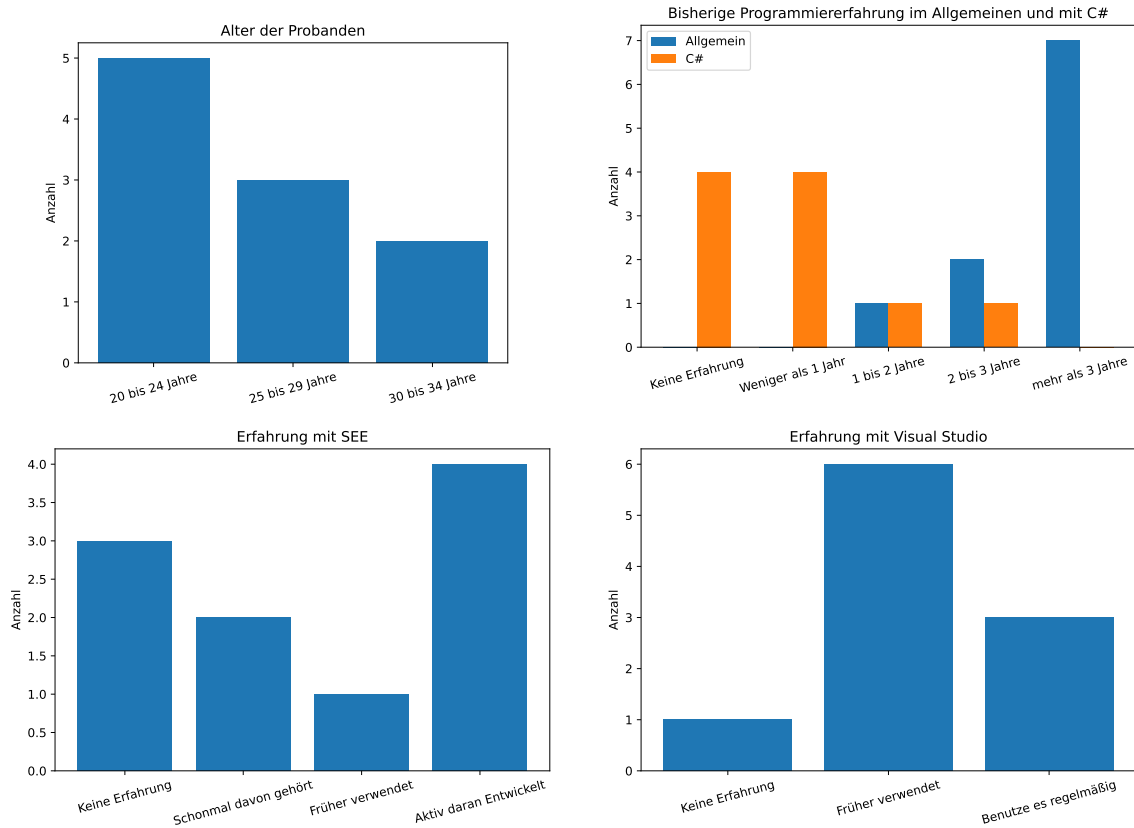 Alter der Probanden
Anzahl
5
4
3
2
1
0
20 bis 24 Jahre
25 bis 29 Jahre
30 bis 34 Jahre
Bisherige Programmiererfahrung im Allgemeinen und mit C#
Allgemein
C#
Anzahl
7
6
5
4
3
2
1
0
Keine Erfahrung
Weniger als 1 Jahr
1 bis 2 Jahre
2 bis 3 Jahre
mehr als 3 Jahre
Erfahrung mit SEE
Anzahl
4.0
3.5
3.0
2.5
2.0
1.5
1.0
0.5
0.0
Keine Erfahrung
Schonmal davon gehört
Früher verwendet
Aktiv daran Entwickelt
Erfahrung mit Visual Studio
Anzahl
6
5
4
3
2
1
0
Keine Erfahrung
Früher verwendet
Benutze es regelmäßig